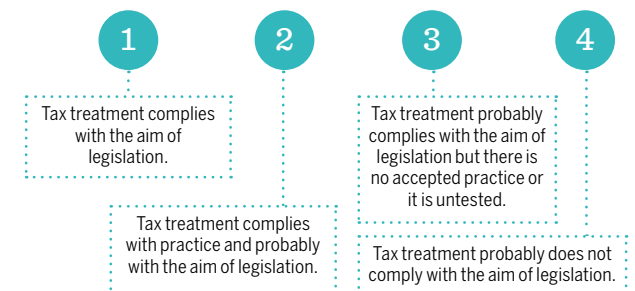 1
2
3
4
Tax treatment complies
with the aim of
legislation.
Tax treatment complies
with practice and probably
with the aim of legislation.
Tax treatment probably
complies with the aim of
legislation but there is
no accepted practice or
it is untested.
Tax treatment probably does not
comply with the aim of legislation.